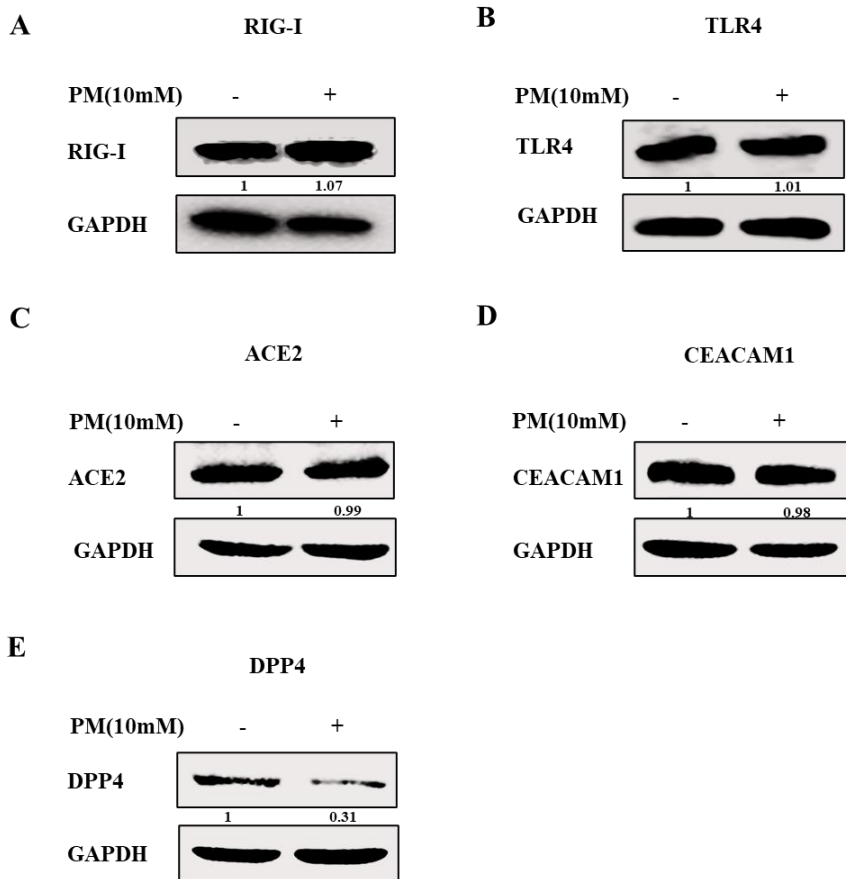 A
RIG-I
PM(10mM) - +
RIG-I
1 1.07
GAPDH
B
TLR4
PM(10mM) - +
TLR4
1 1.01
GAPDH
C
ACE2
PM(10mM) - +
ACE2
1 0.99
GAPDH
D
CEACAM1
PM(10mM) - +
CEACAM1
1 0.98
GAPDH
E
DPP4
PM(10mM) - +
DPP4
1 0.31
GAPDH